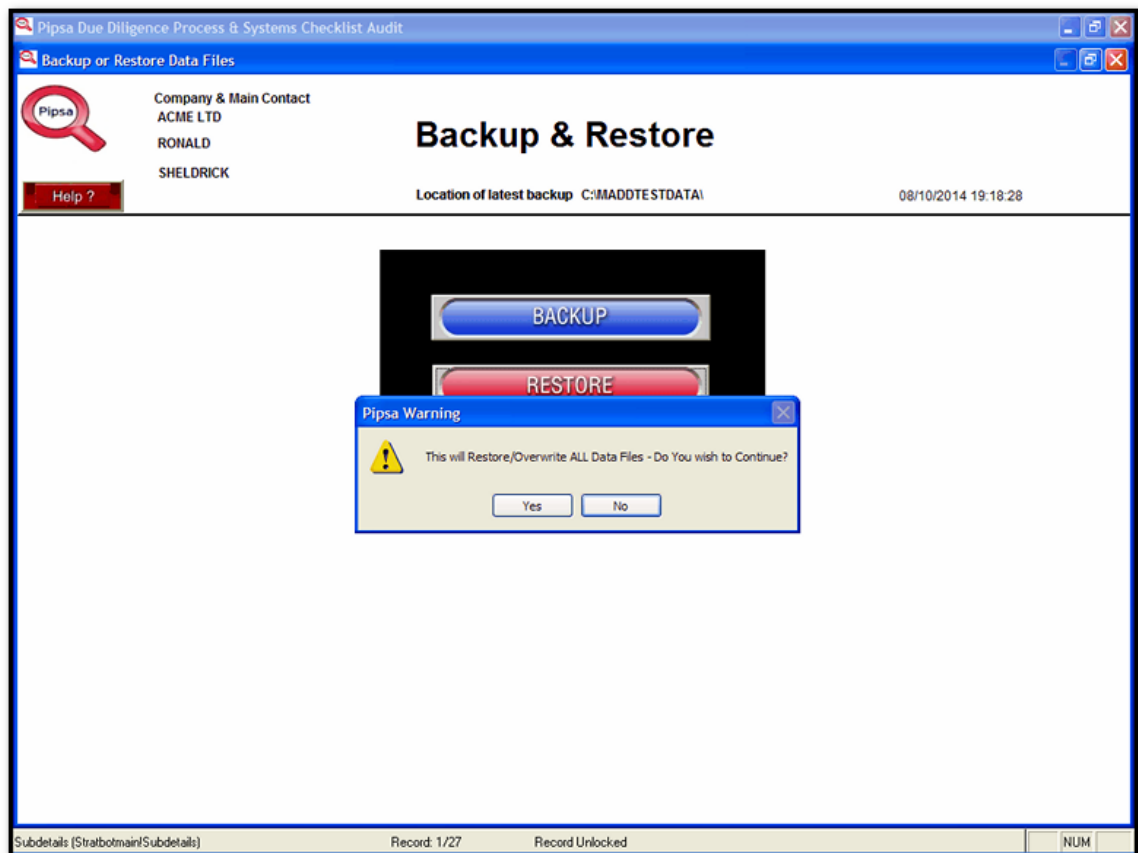 Pipsa Due Diligence Process & Systems Checklist Audit
Backup or Restore Data Files
Pipsa
Company & Main Contact
ACME LTD
RONALD
SHELDRICK
Backup & Restore
Help ?
Location of latest backup C:\MADDTESTDATA\ 08/10/2014 19:18:28
BACKUP
RESTORE
Pipsa Warning
This will Restore/Overwrite ALL Data Files - Do You wish to Continue?
Yes No
Subdetails (Stratbotmain!Subdetails) Record: 1/27 Record Unlocked NUM